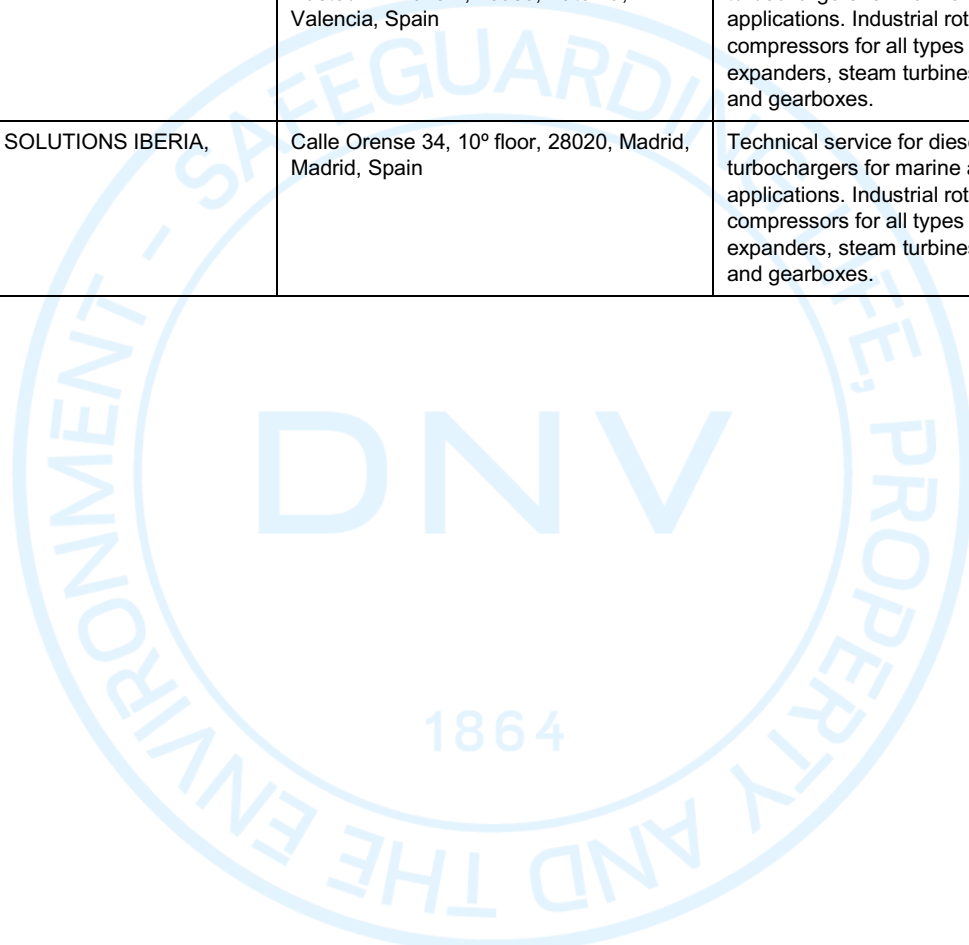 Valencia, Spain
applications. Industrial rot
compressors for all types
expanders, steam turbines
and gearboxes.
SOLUTIONS IBERIA,
Calle Orense 34, 10º floor, 28020, Madrid,
Madrid, Spain
Technical service for diese
turbochargers for marine a
applications. Industrial rot
compressors for all types
expanders, steam turbines
and gearboxes.
SAFEGUARDING LIFE, PROPERTY AND THE ENVIRONMENT -
DNV
1864